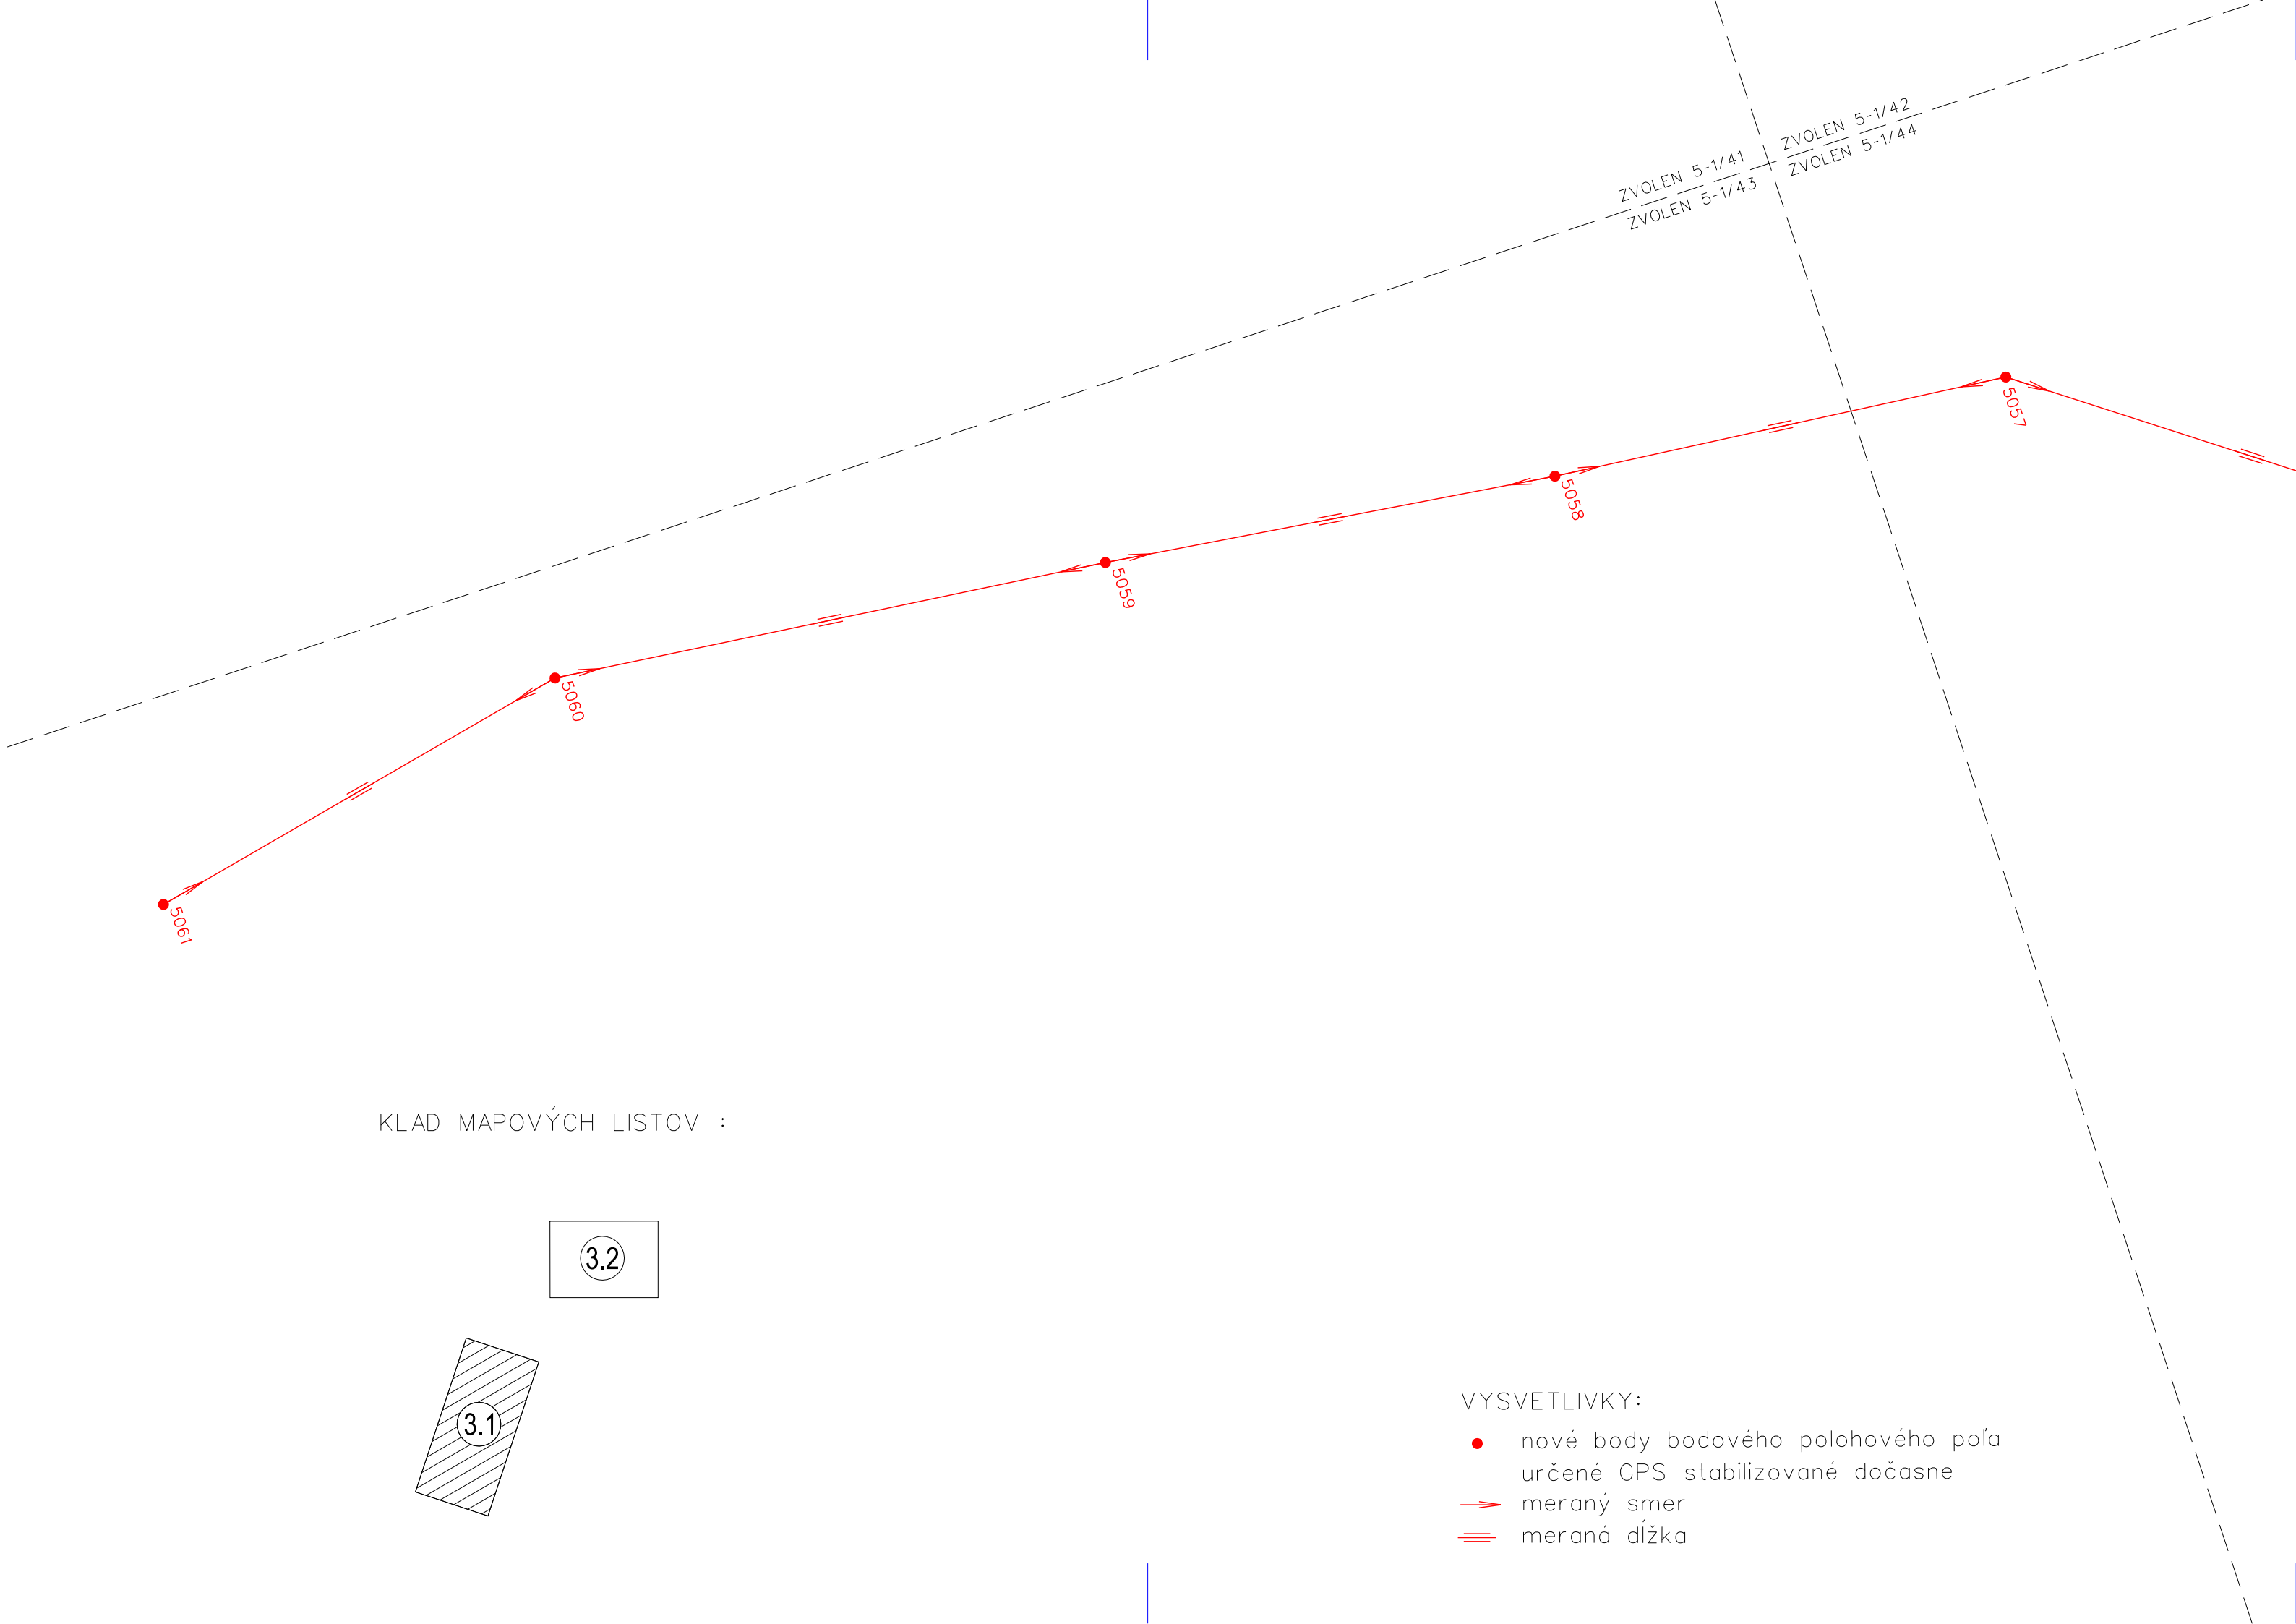 ZVOLEN 5-1/42
ZVOLEN 5-1/44
ZVOLEN 5-1/41
ZVOLEN 5-1/43
5057
5058
5059
5060
5061
KLAD MAPOVÝCH LISTOV :
3.2
3.1
VYSVETLIVKY:
nové body bodového polohového poľa
určené GPS stabilizované dočasne
meraný smer
meraná dĺžka